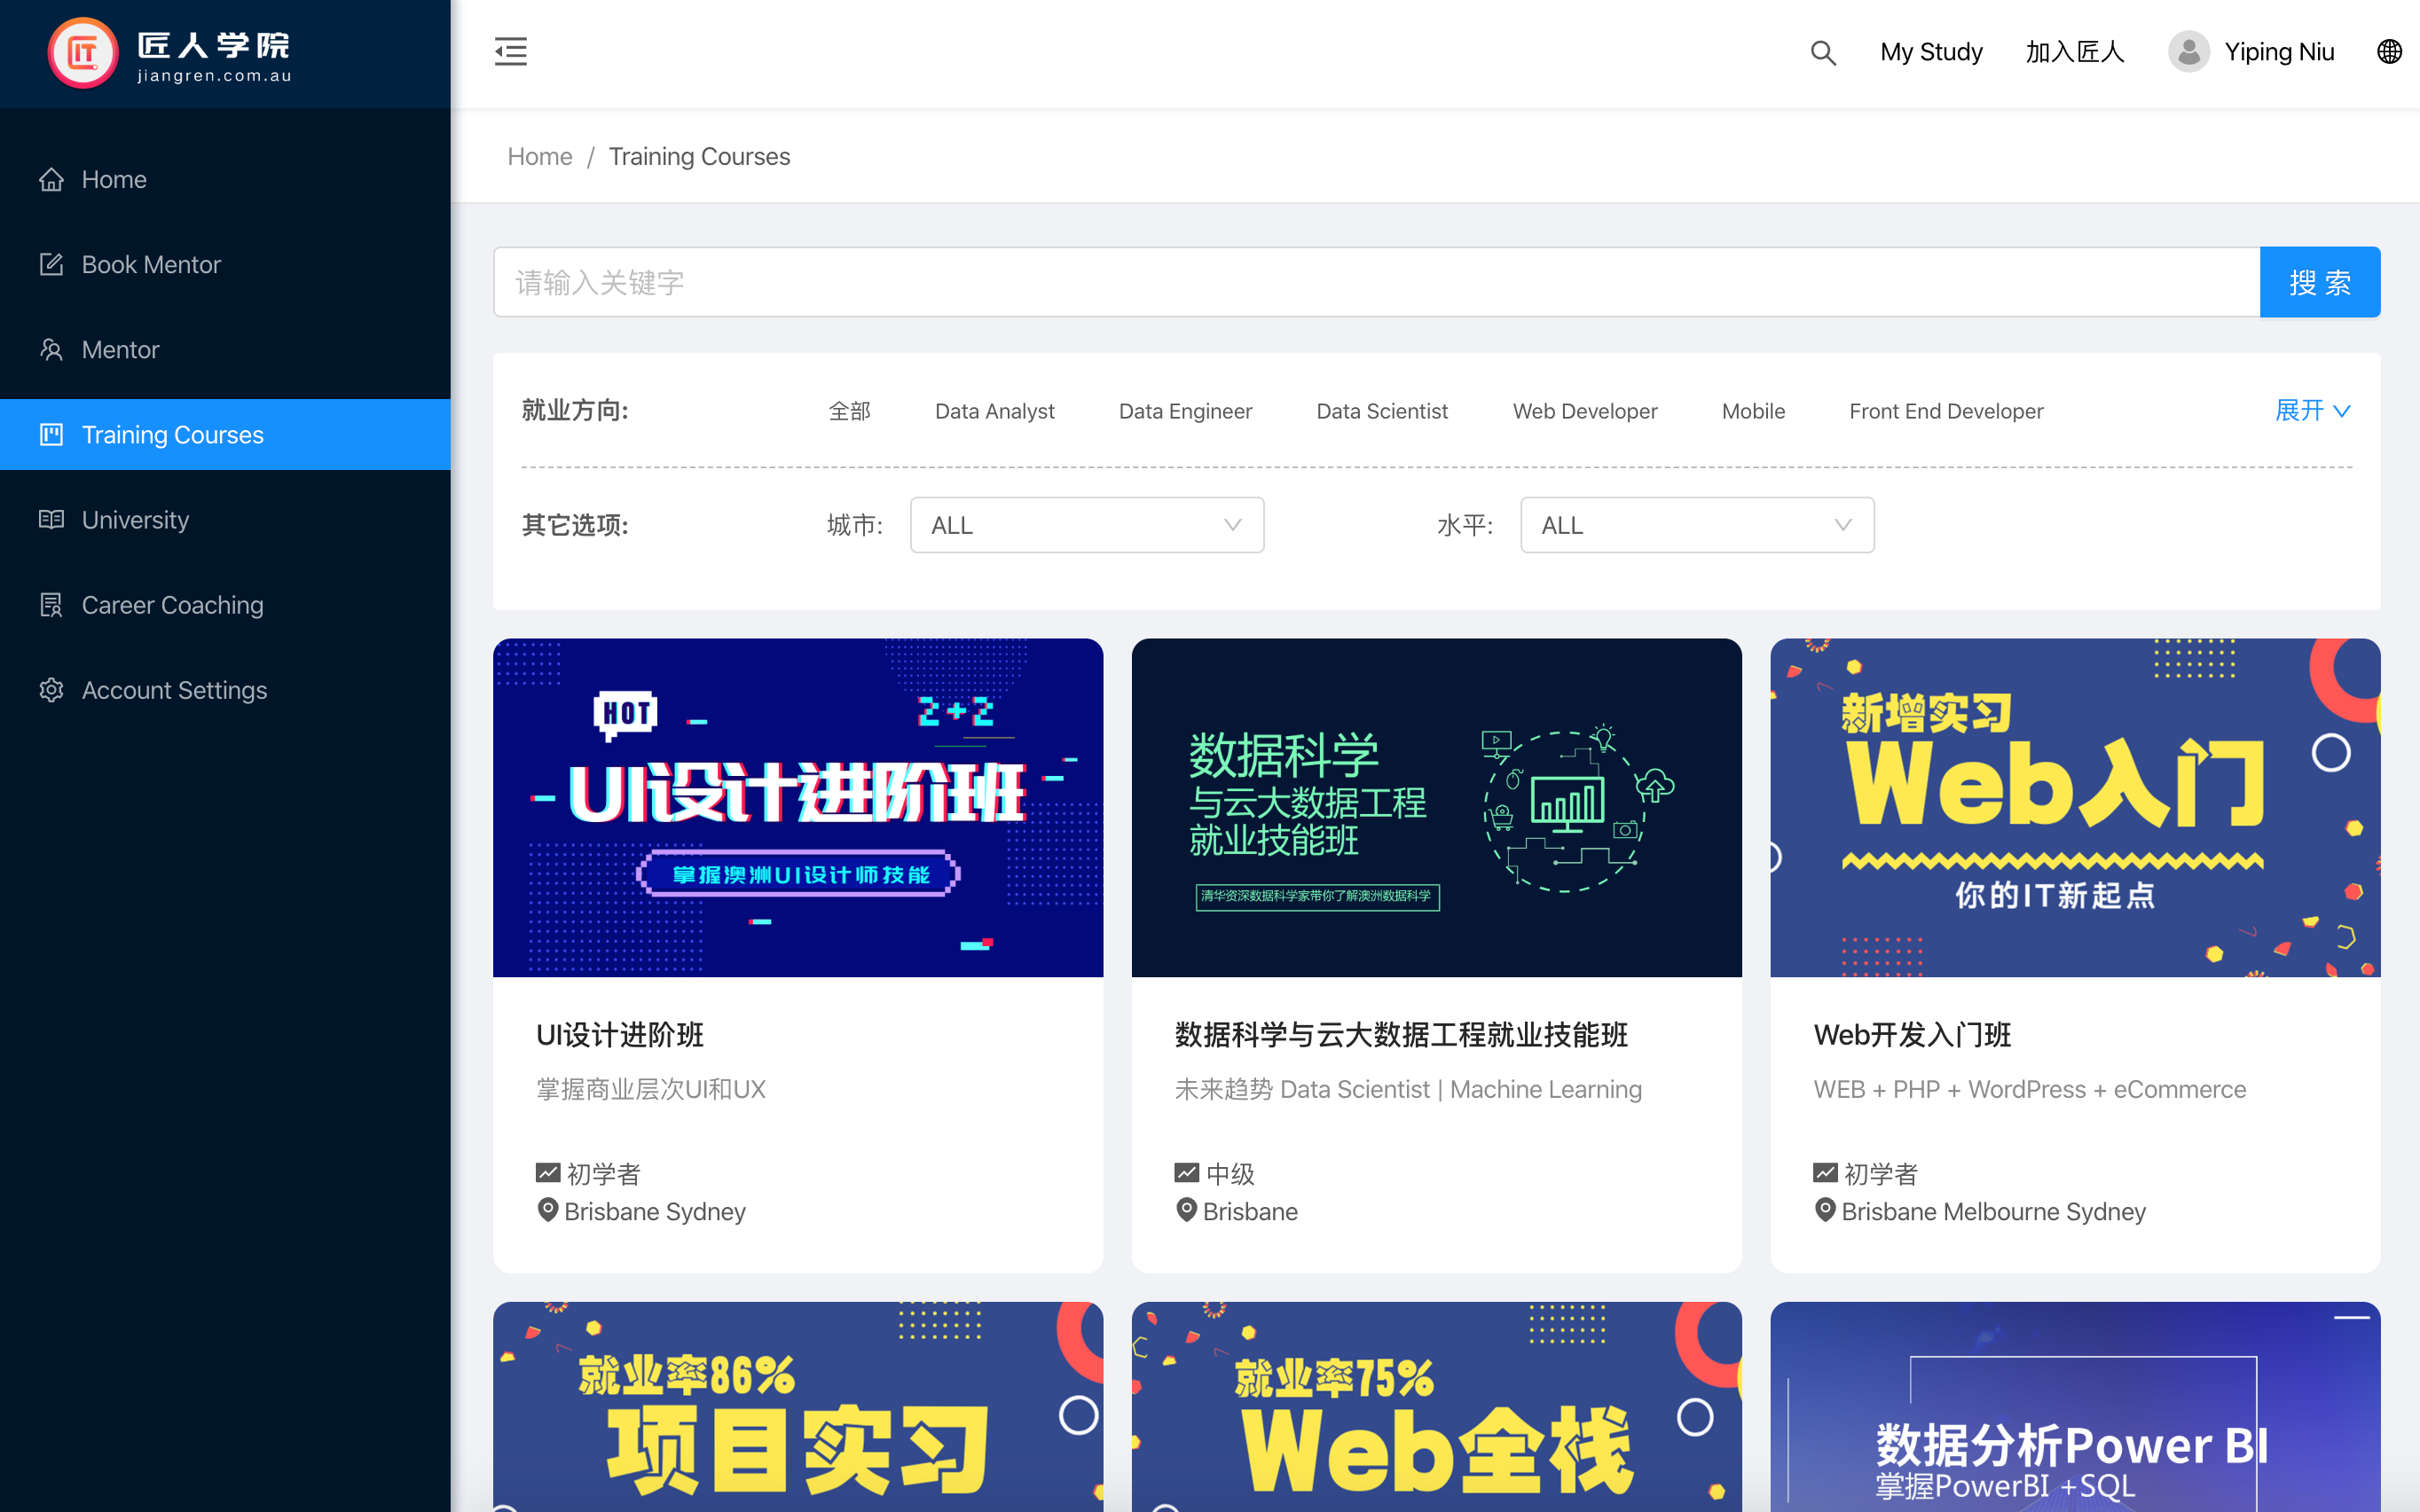 匠人学院
jiangren.com.au
My Study 加入匠人 Yiping Niu
Home
Book Mentor
Mentor
Training Courses
University
Career Coaching
Account Settings
Home / Training Courses
请输入关键字
搜 索
就业方向: 全部 Data Analyst Data Engineer Data Scientist Web Developer Mobile Front End Developer 展开
其它选项: 城市: ALL 水平: ALL
HOT
2+2
UI设计进阶班
掌握澳洲UI设计师技能
UI设计进阶班
掌握商业层次UI和UX
初学者
Brisbane Sydney
数据科学
与云大数据工程
就业技能班
清华资深数据科学家带你了解澳洲数据科学
数据科学与云大数据工程就业技能班
未来趋势 Data Scientist | Machine Learning
中级
Brisbane
新增实习
Web入门
你的IT新起点
Web开发入门班
WEB + PHP + WordPress + eCommerce
初学者
Brisbane Melbourne Sydney
就业率86%
项目实习
就业率75%
Web全栈
数据分析Power BI
掌握PowerBI +SQL